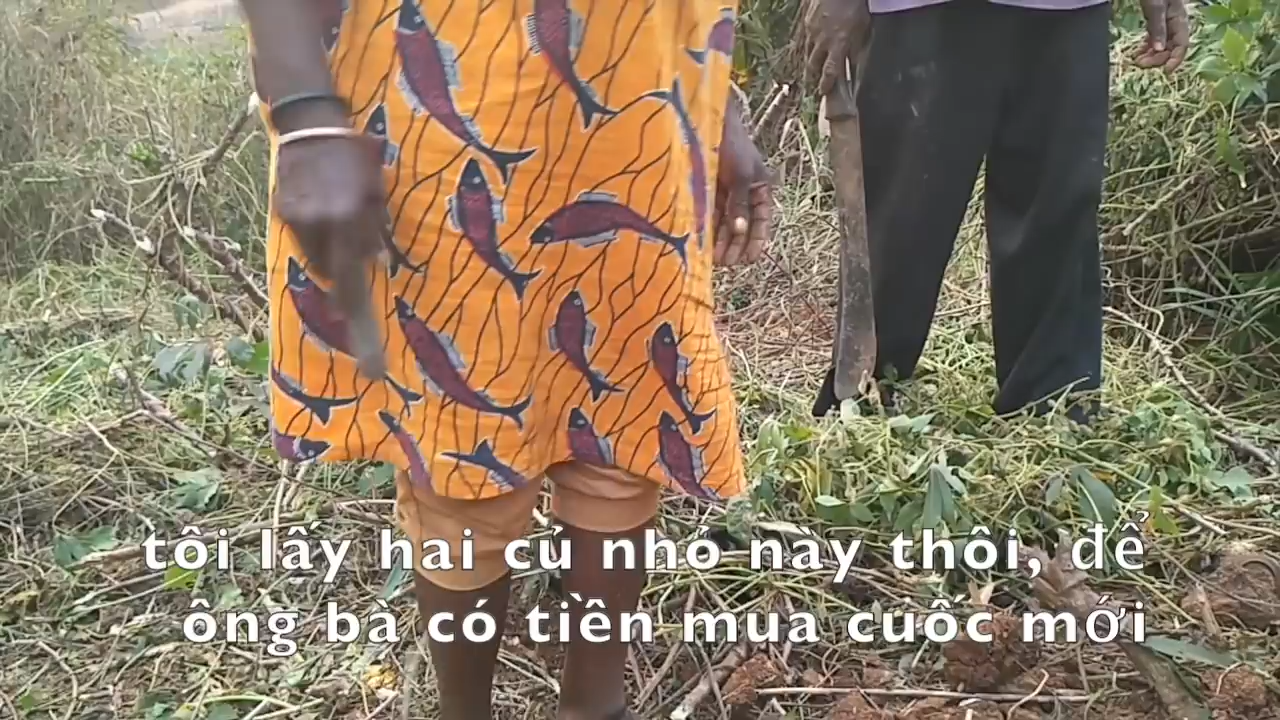 tôi lấy hai củ nhỏ này thôi, để
ông bà có tiền mua cuốc mới